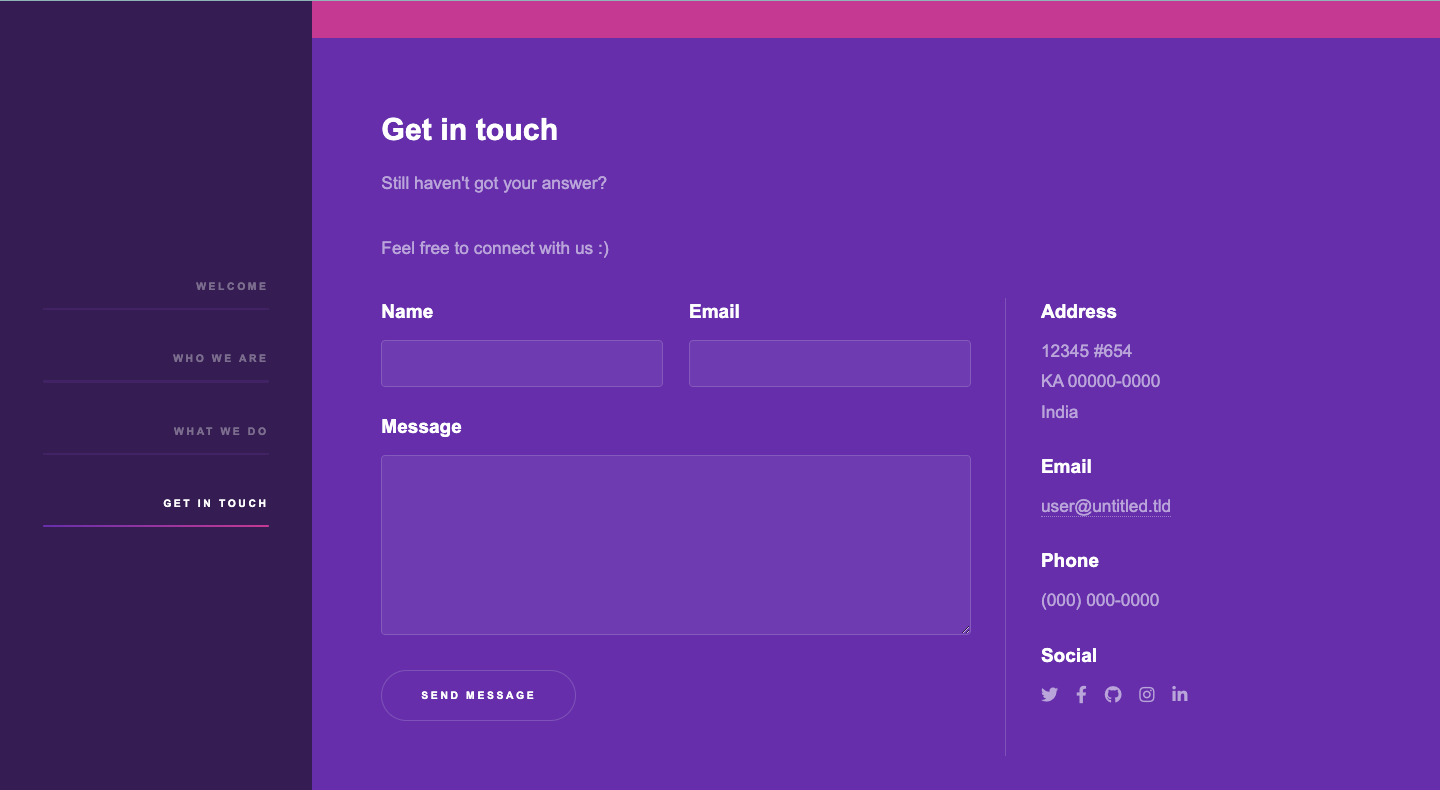 WELCOME
WHO WE ARE
WHAT WE DO
GET IN TOUCH
Get in touch
Still haven't got your answer?
Feel free to connect with us :)
Name
Email
Message
SEND MESSAGE
Address
12345 #654
KA 00000-0000
India
Email
user@untitled.tld
Phone
(000) 000-0000
Social